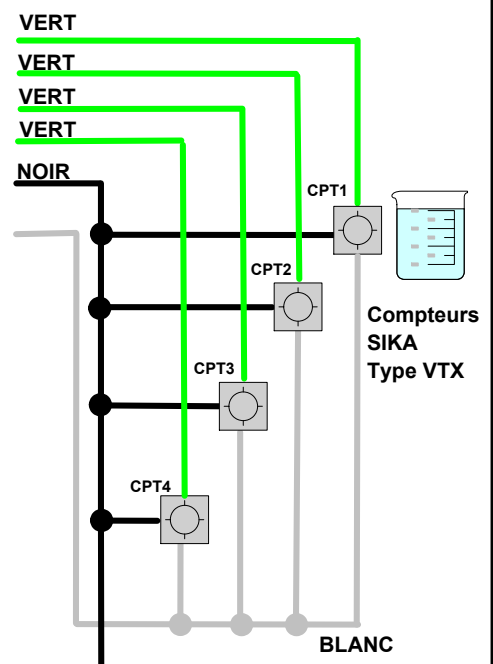 VERT
VERT
VERT
VERT
NOIR
CPT1
CPT2
Compteurs
SIKA
Type VTX
CPT3
CPT4
BLANC